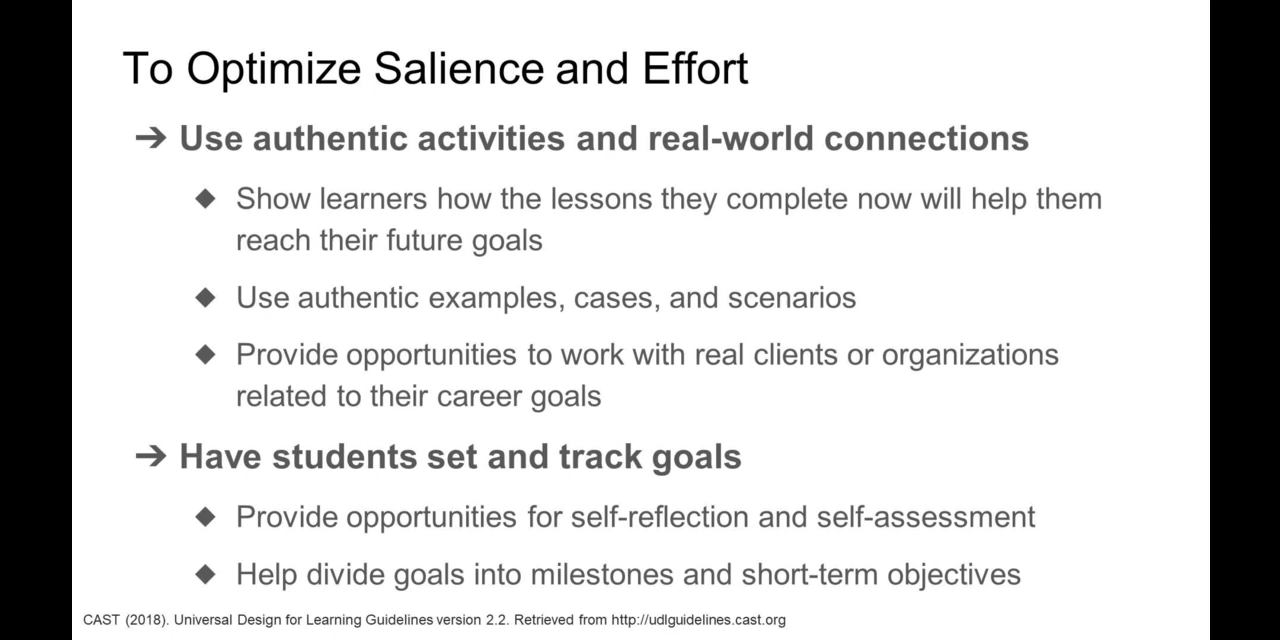 To Optimize Salience and Effort
➔ Use authentic activities and real-world connections
◆ Show learners how the lessons they complete now will help them
reach their future goals
◆ Use authentic examples, cases, and scenarios
◆ Provide opportunities to work with real clients or organizations
related to their career goals
➔ Have students set and track goals
◆ Provide opportunities for self-reflection and self-assessment
◆ Help divide goals into milestones and short-term objectives
CAST (2018). Universal Design for Learning Guidelines version 2.2. Retrieved from http://udlguidelines.cast.org